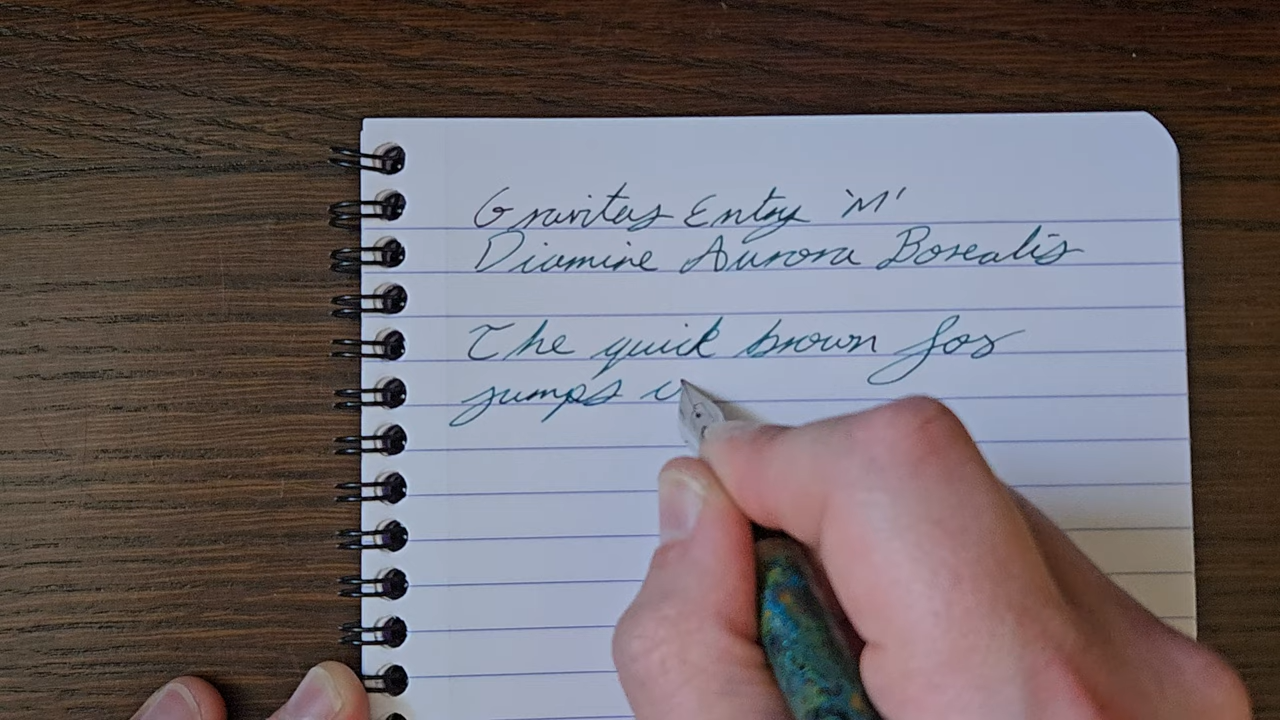 Gravitas Entry 'M'
Diamine Aurora Borealis
The quick brown fox
jumps